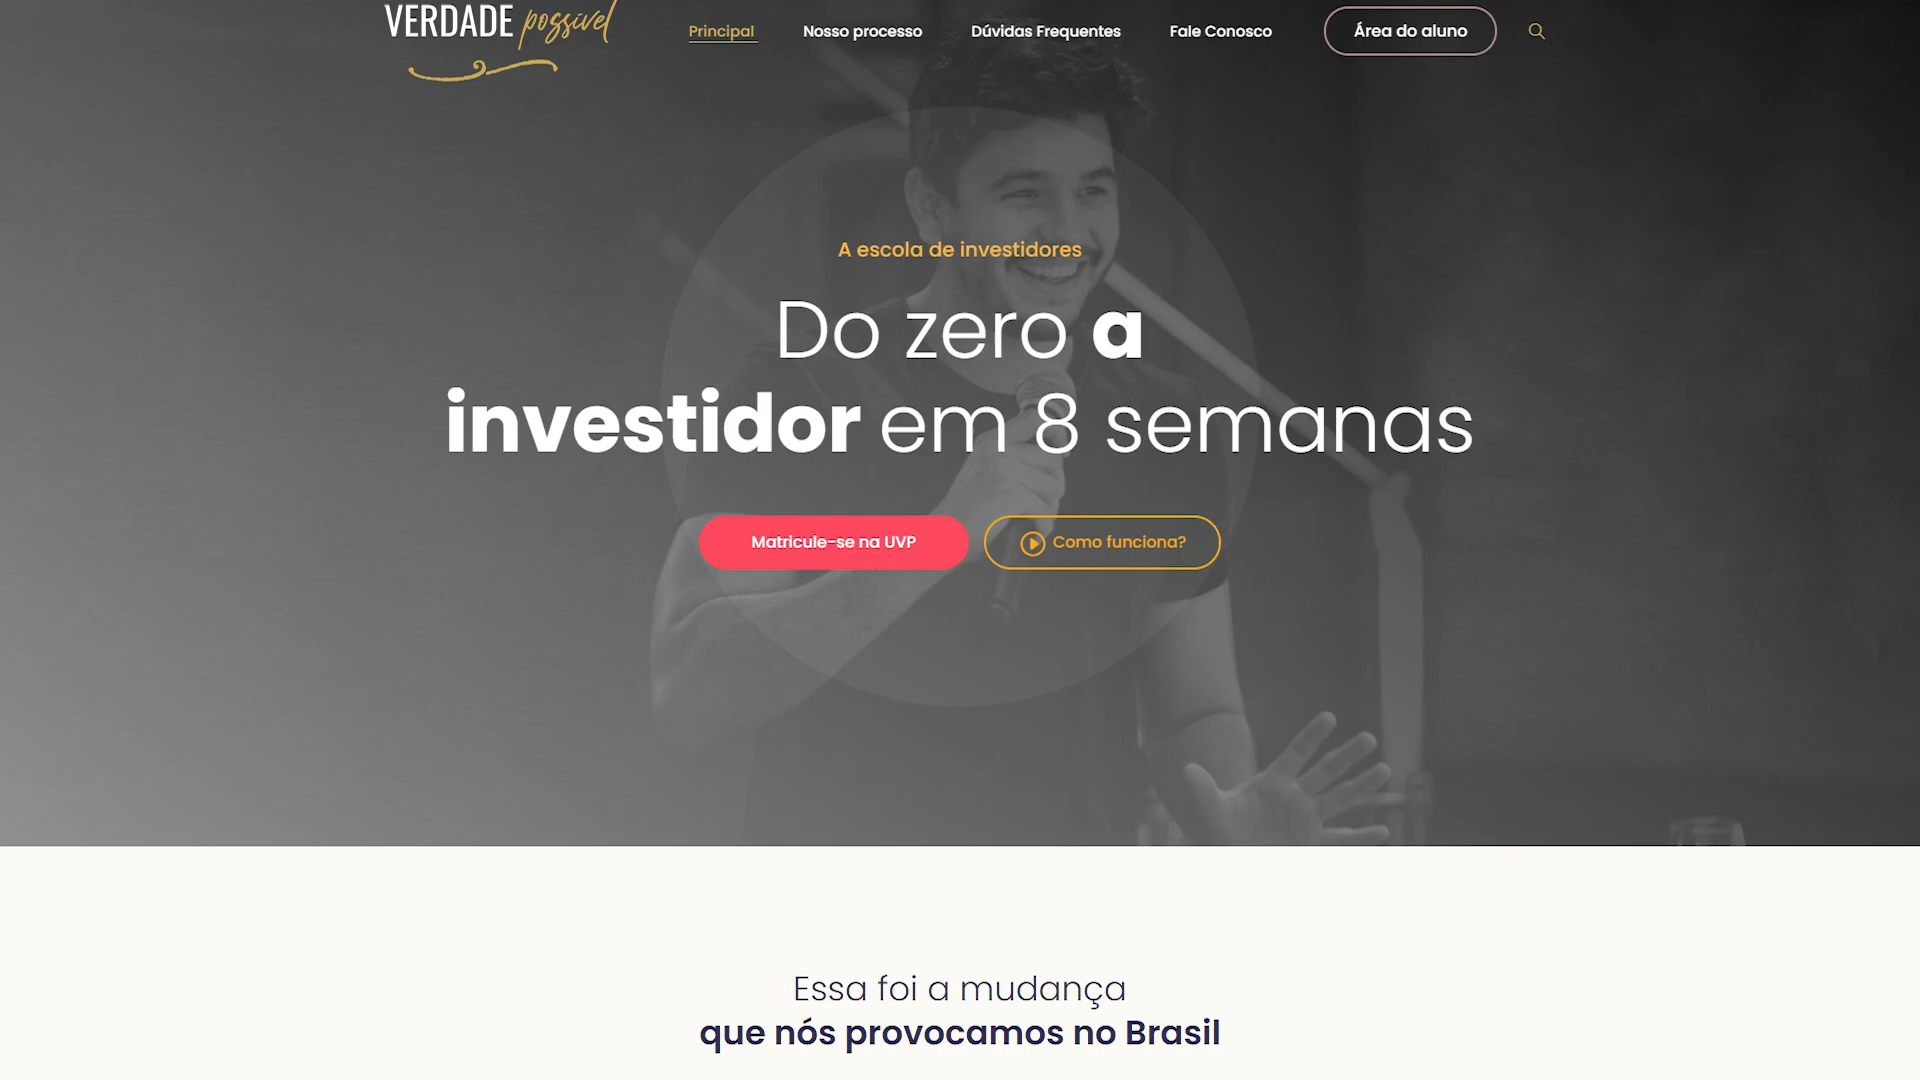 VERDADE possível
Principal
Nosso processo
Dúvidas Frequentes
Fale Conosco
Área do aluno
A escola de investidores
Do zero a
investidor em 8 semanas
Matricule-se na UVP
Como funciona?
Essa foi a mudança
que nós provocamos no Brasil